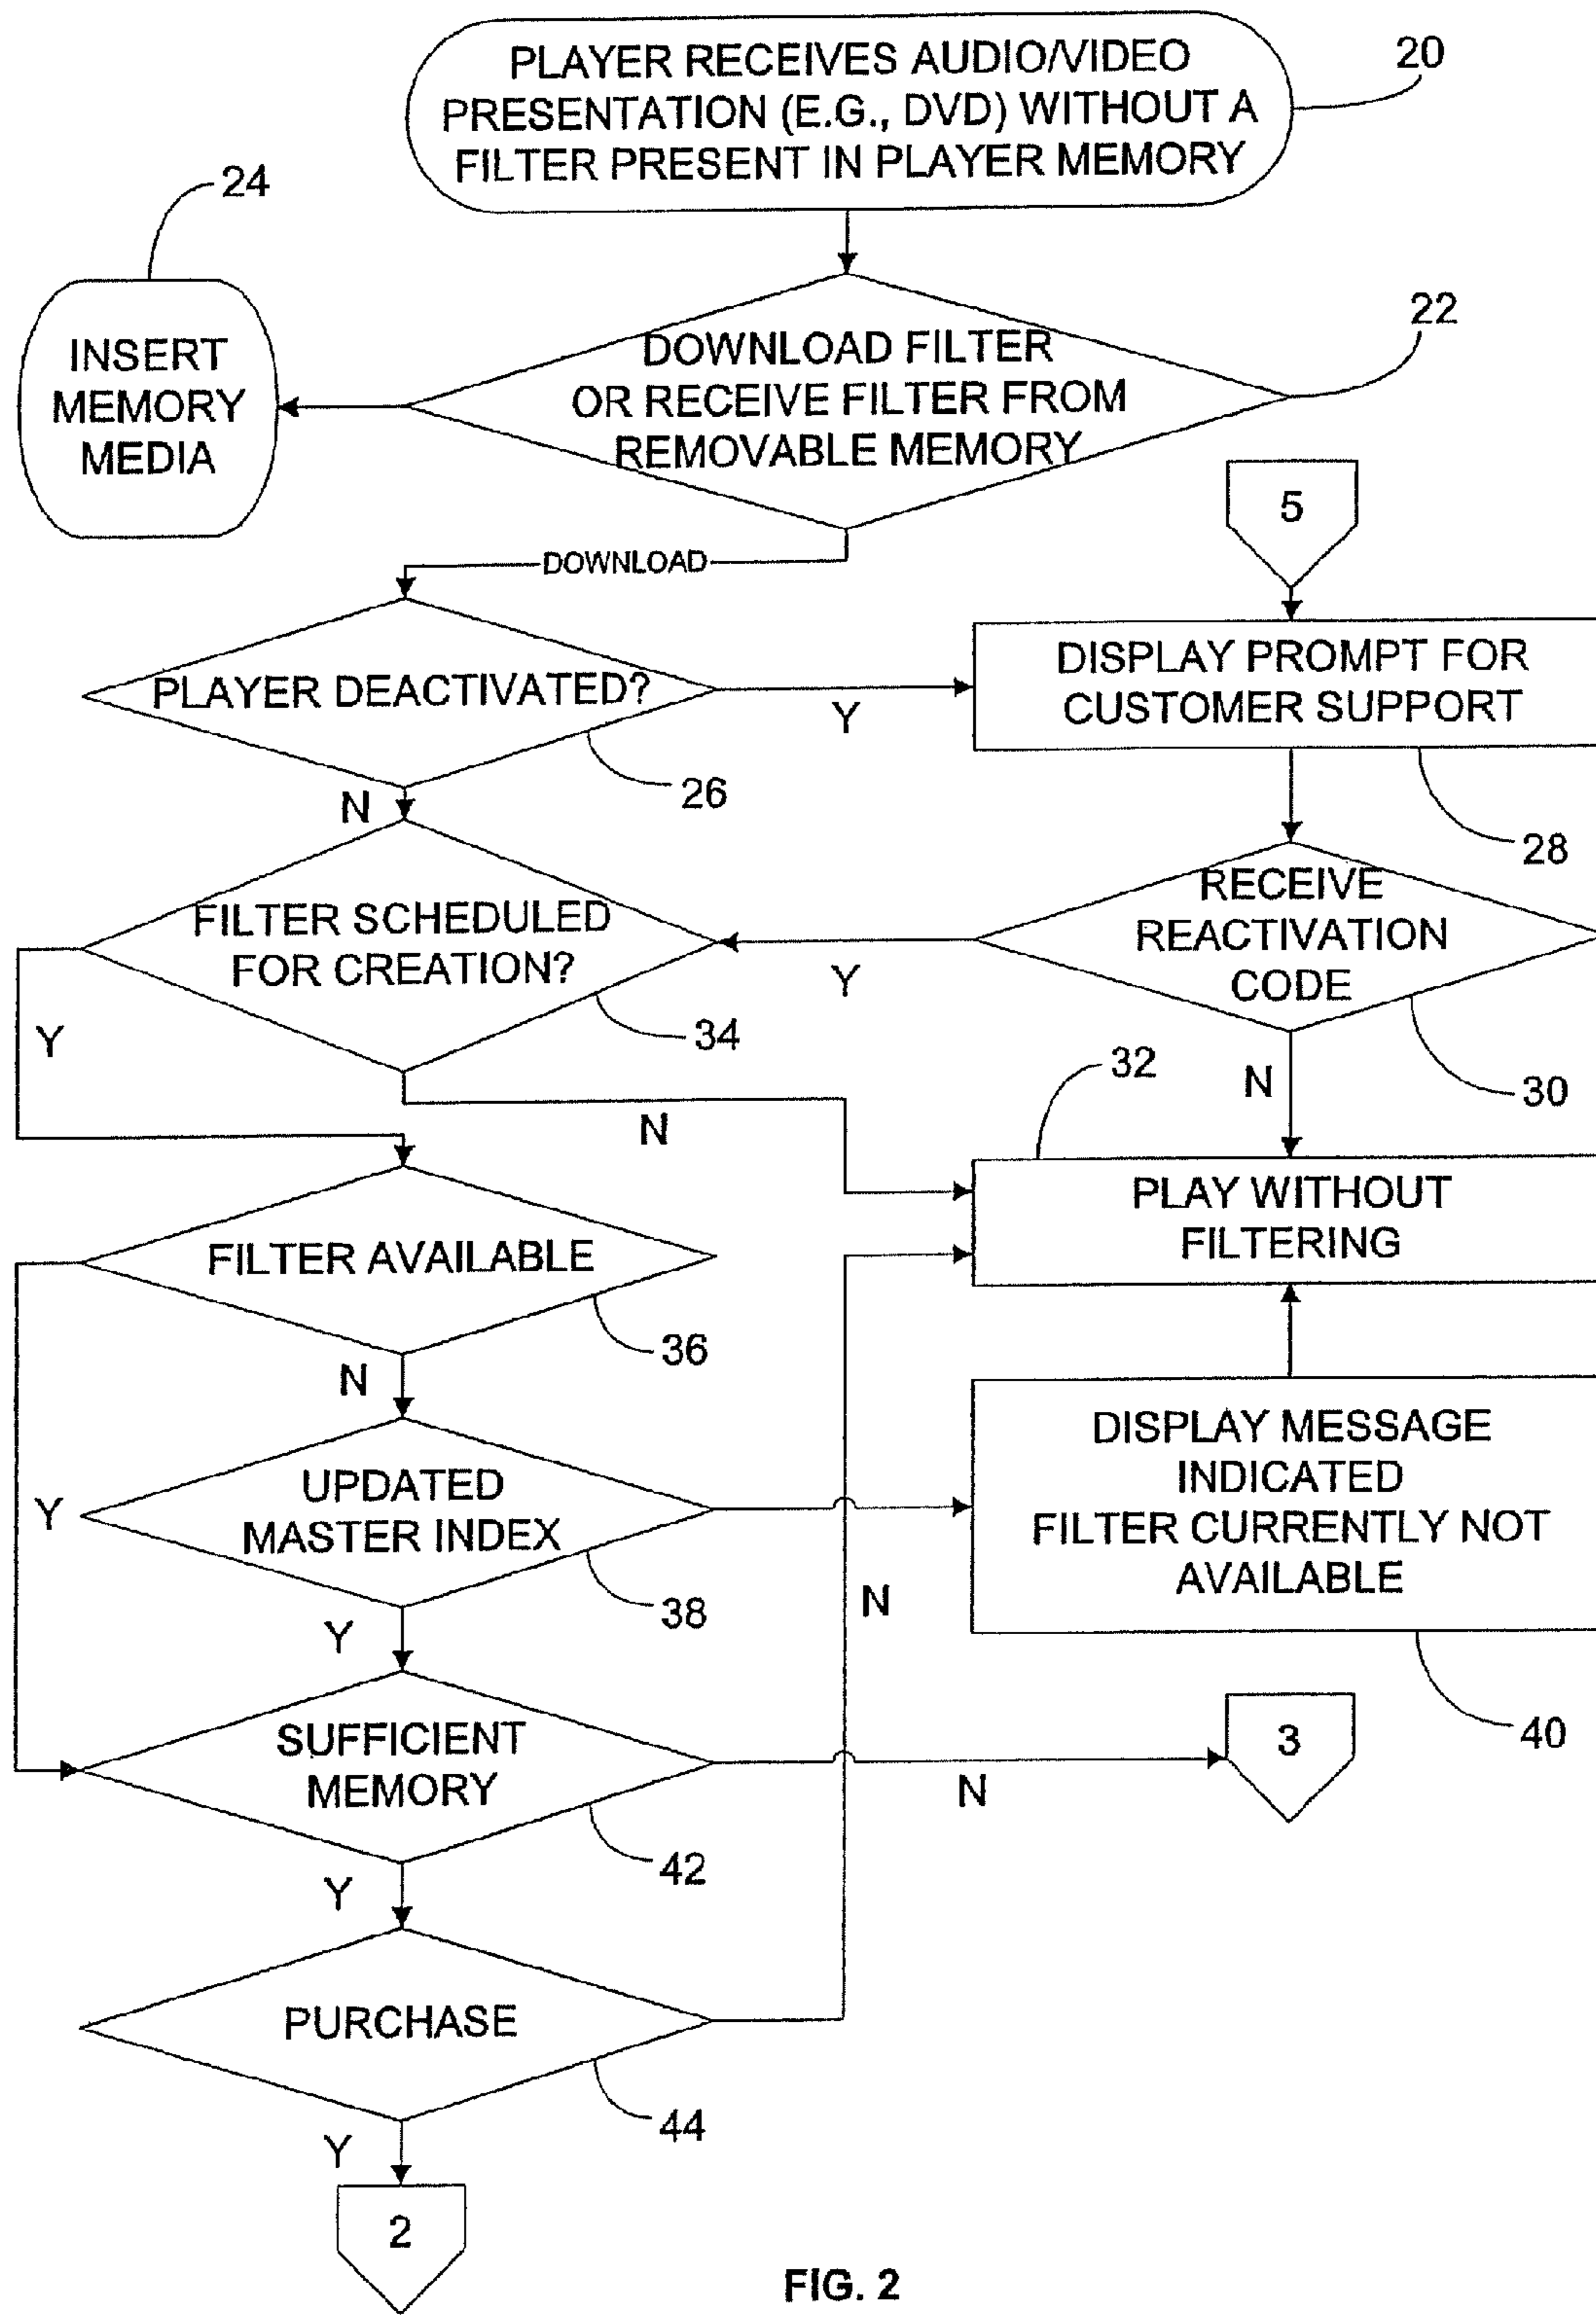 PLAYER RECEIVES AUDIO/VIDEO
PRESENTATION (E.G., DVD) WITHOUT A
FILTER PRESENT IN PLAYER MEMORY
20
24
INSERT
MEMORY
MEDIA
DOWNLOAD FILTER
OR RECEIVE FILTER FROM
REMOVABLE MEMORY
22
5
DOWNLOAD
PLAYER DEACTIVATED?
Y
26
N
DISPLAY PROMPT FOR
CUSTOMER SUPPORT
28
FILTER SCHEDULED
FOR CREATION?
34
Y
N
RECEIVE
REACTIVATION
CODE
Y
30
N
32
PLAY WITHOUT
FILTERING
FILTER AVAILABLE
36
Y
N
UPDATED
MASTER INDEX
38
Y
DISPLAY MESSAGE
INDICATED
FILTER CURRENTLY NOT
AVAILABLE
40
N
SUFFICIENT
MEMORY
42
N
3
Y
PURCHASE
44
Y
2
FIG. 2